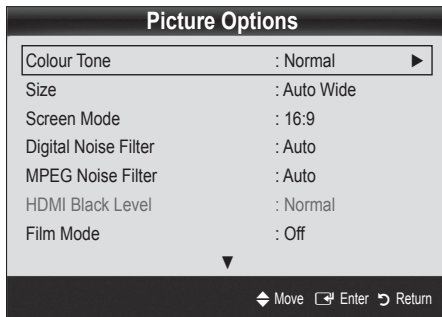 Picture Options
Colour Tone : Normal ►
Size : Auto Wide
Screen Mode : 16:9
Digital Noise Filter : Auto
MPEG Noise Filter : Auto
HDMI Black Level : Normal
Film Mode : Off
▼
Move Enter Return